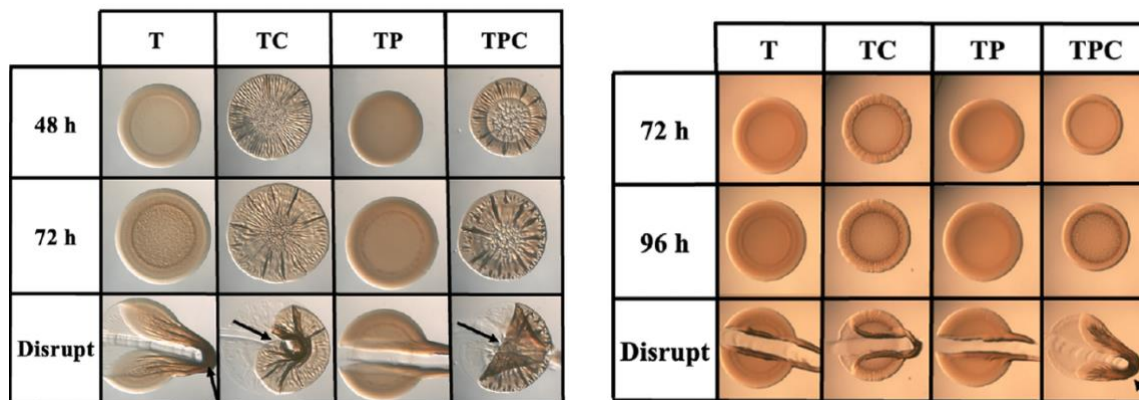 T TC TP TPC
48 h
72 h
Disrupt
T TC TP TPC
72 h
96 h
Disrupt